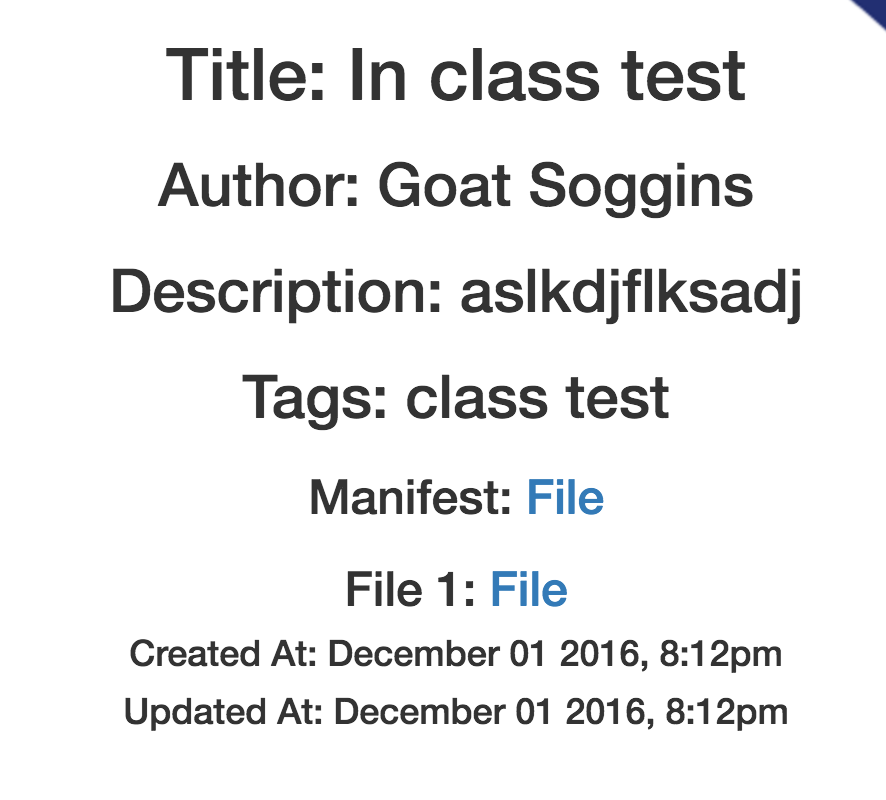 Title: In class test
Author: Goat Soggins
Description: aslkdjflksadj
Tags: class test
Manifest: File
File 1: File
Created At: December 01 2016, 8:12pm
Updated At: December 01 2016, 8:12pm